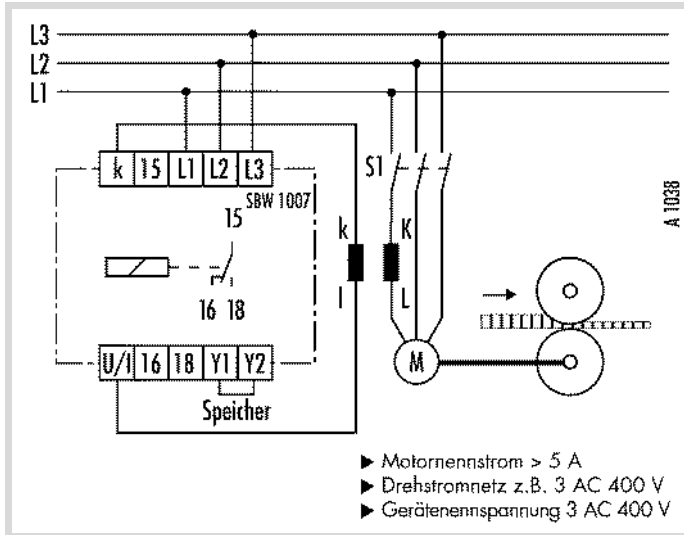 L3
L2
L1
k 15 L1 L2 L3
SBW 1007
S1
A 1038
15
k K
l L
16 18
M
U/I 16 18 Y1 Y2
Speicher
▶ Motornennstrom > 5 A
▶ Drehstromnetz z.B. 3 AC 400 V
▶ Gerätenennspannung 3 AC 400 V